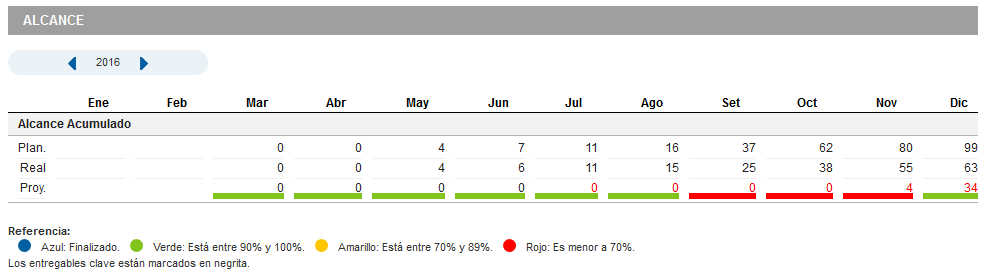 ALCANCE
2016
Ene Feb Mar Abr May Jun Jul Ago Set Oct Nov Dic
Alcance Acumulado
Plan. 0 0 4 7 11 16 37 62 80 99
Real 0 0 4 6 11 15 25 38 55 63
Proy. 0 0 0 0 0 0 0 0 4 34
Referencia:
Azul: Finalizado. Verde: Está entre 90% y 100%. Amarillo: Está entre 70% y 89%. Rojo: Es menor a 70%.
Los entregables clave están marcados en negrita.